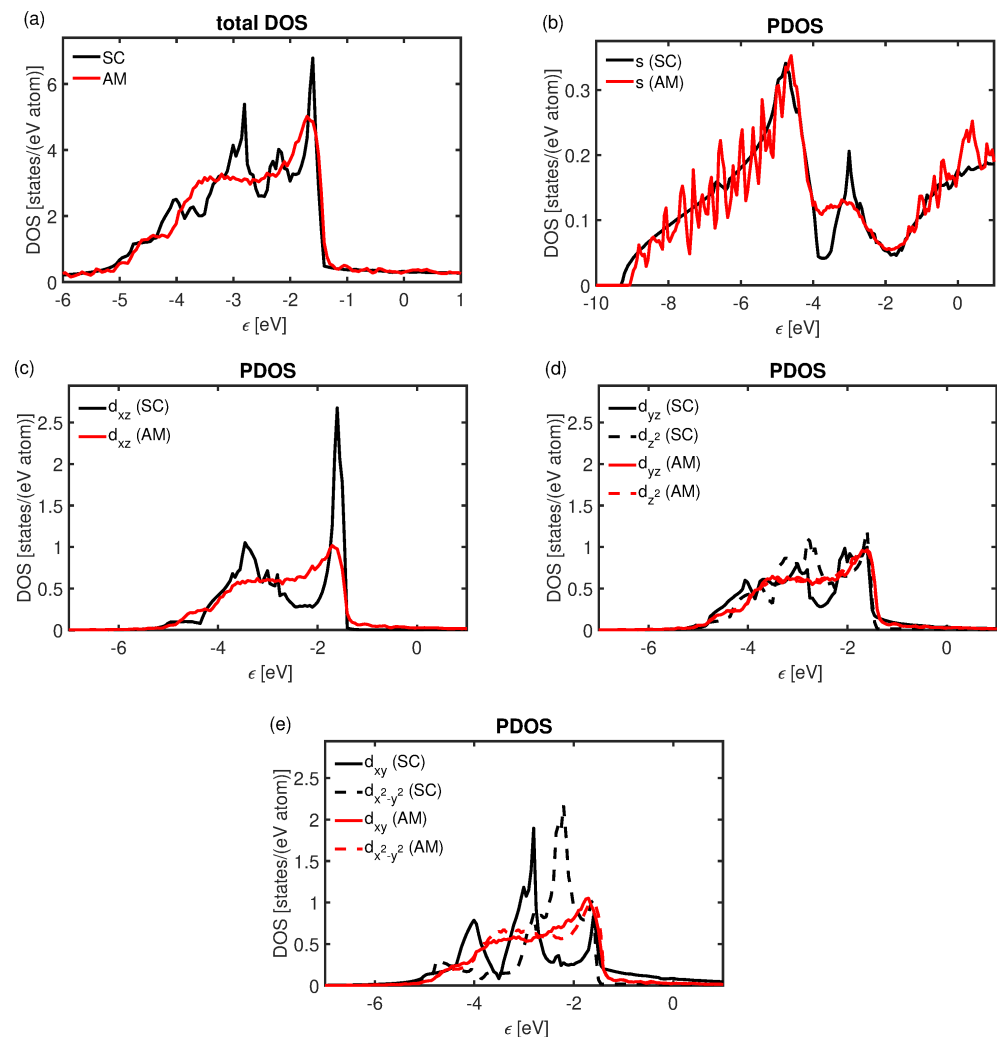 (a)
total DOS
SC
AM
DOS [states/(eV atom)]
6
4
2
0
-6 -5 -4 -3 -2 -1 0 1
ϵ [eV]
(b)
PDOS
s (SC)
s (AM)
DOS [states/(eV atom)]
0.3
0.2
0.1
0
-10 -8 -6 -4 -2 0
ϵ [eV]
(c)
PDOS
d_xz (SC)
d_xz (AM)
DOS [states/(eV atom)]
2.5
2
1.5
1
0.5
0
-6 -4 -2 0
ϵ [eV]
(d)
PDOS
d_yz (SC)
d_z² (SC)
d_yz (AM)
d_z² (AM)
DOS [states/(eV atom)]
2.5
2
1.5
1
0.5
0
-6 -4 -2 0
ϵ [eV]
(e)
PDOS
d_xy (SC)
d_x²-y² (SC)
d_xy (AM)
d_x²-y² (AM)
DOS [states/(eV atom)]
2.5
2
1.5
1
0.5
0
-6 -4 -2 0
ϵ [eV]